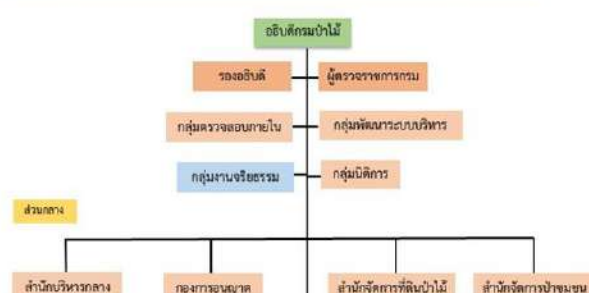 อธิบดีกรมป่าไม้
รองอธิบดี
ผู้ตรวจราชการกรม
กลุ่มตรวจสอบภายใน
กลุ่มพัฒนาระบบบริหาร
กลุ่มงานจริยธรรม
กลุ่มนิติการ
ส่วนกลาง
สำนักบริหารกลาง
กองการอนุญาต
สำนักจัดการที่ดินป่าไม้
สำนักจัดการป่าชุมชน